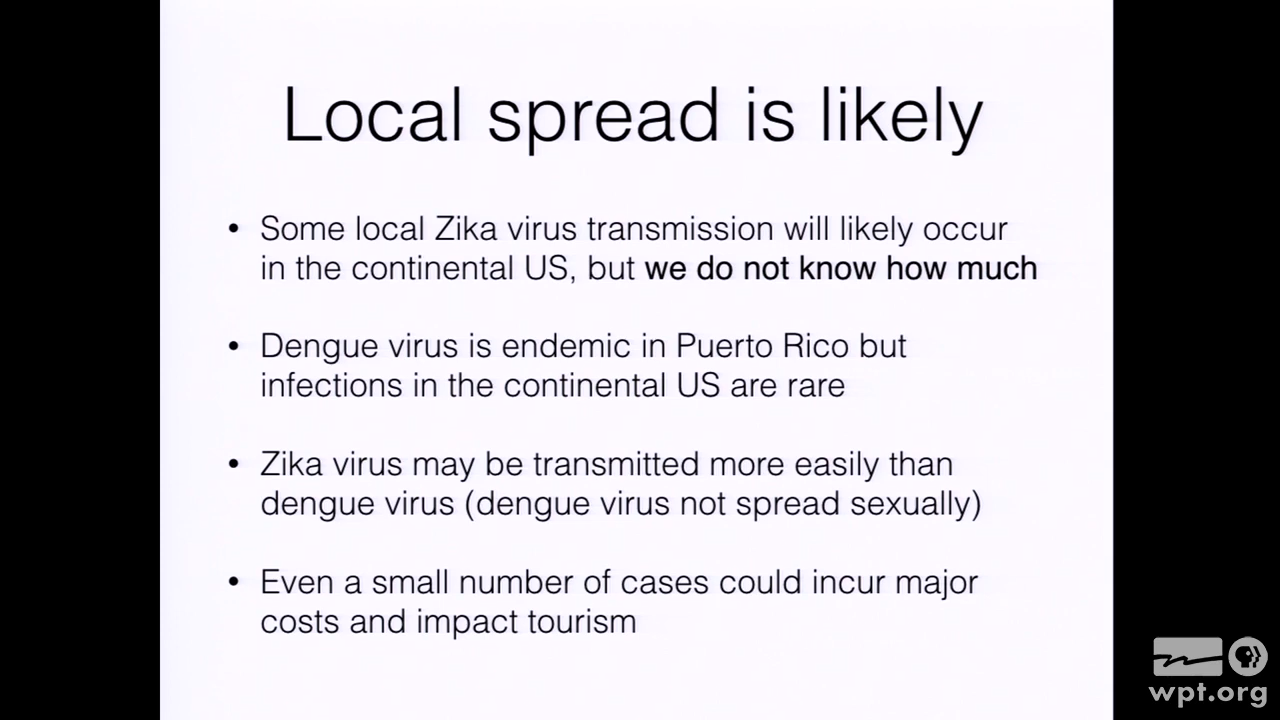 Local spread is likely
• Some local Zika virus transmission will likely occur
in the continental US, but we do not know how much
• Dengue virus is endemic in Puerto Rico but
infections in the continental US are rare
• Zika virus may be transmitted more easily than
dengue virus (dengue virus not spread sexually)
• Even a small number of cases could incur major
costs and impact tourism
wpt.org